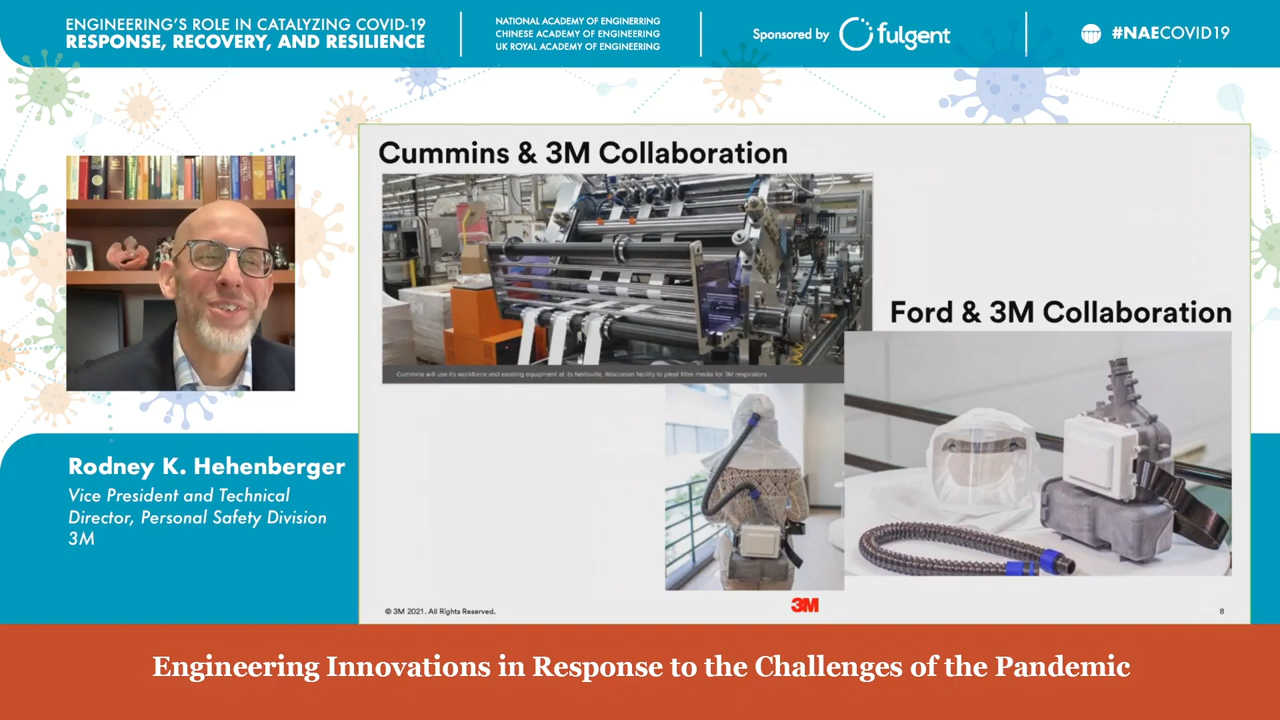 ENGINEERING'S ROLE IN CATALYZING COVID-19
RESPONSE, RECOVERY, AND RESILIENCE
NATIONAL ACADEMY OF ENGINERRING
CHINESE ACADEMY OF ENGINEERING
UK ROYAL ACADEMY OF ENGINEERING
Sponsored by fulgent
#NAECOVID19
Cummins & 3M Collaboration
Cummins will use its workforce and existing equipment at its Neillsville, Wisconsin facility to pleat filter media for 3M respirators
Ford & 3M Collaboration
Rodney K. Hehenberger
Vice President and Technical
Director, Personal Safety Division
3M
© 3M 2021. All Rights Reserved.
3M
8
Engineering Innovations in Response to the Challenges of the Pandemic